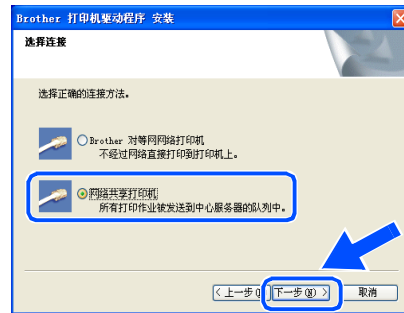 Brother 打印机驱动程序 安装
选择连接
选择正确的连接方法。
Brother 对等网网络打印机
不经过网络直接打印到打印机上。
网络共享打印机
所有打印作业被发送到中心服务器的队列中。
< 上一步 下一步(N) > 取消